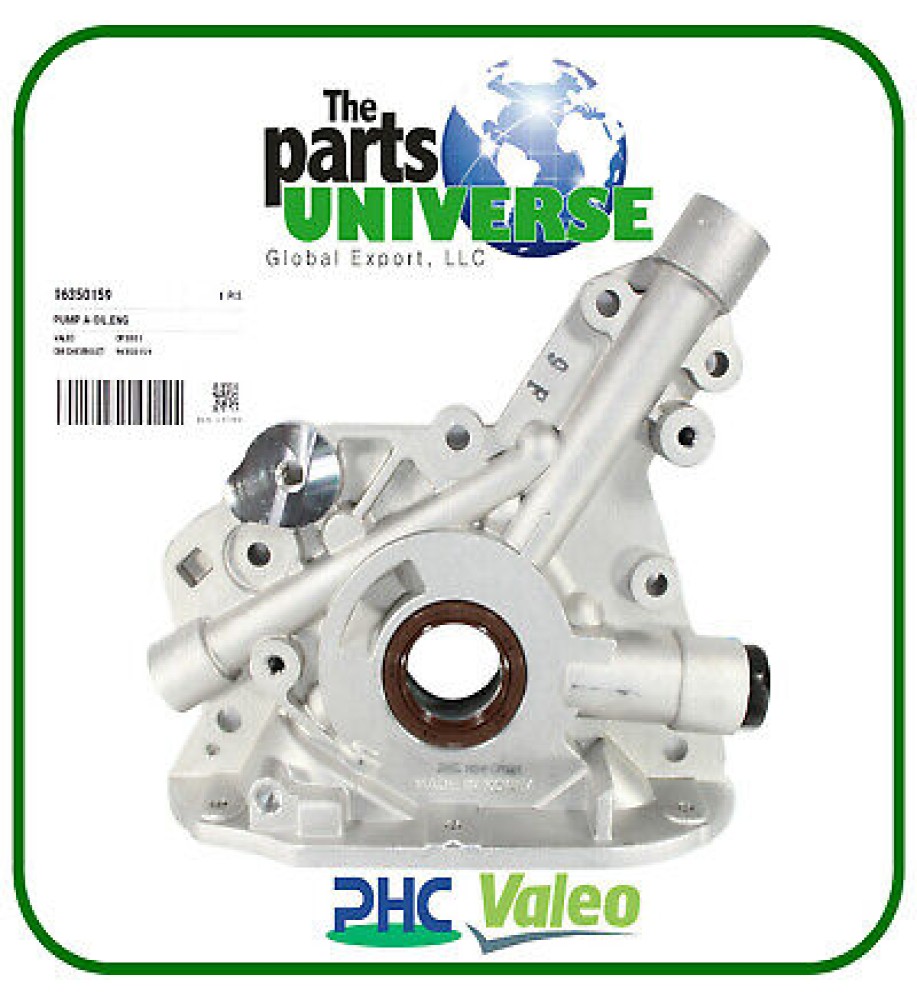 The
parts
UNIVERSE
Global Export, LLC
96350159 1 PCS
PUMP A-OIL,ENG
VALEO
GM CHEVROLET 96350159
9 R
MADE IN KOREA
PHC Valeo